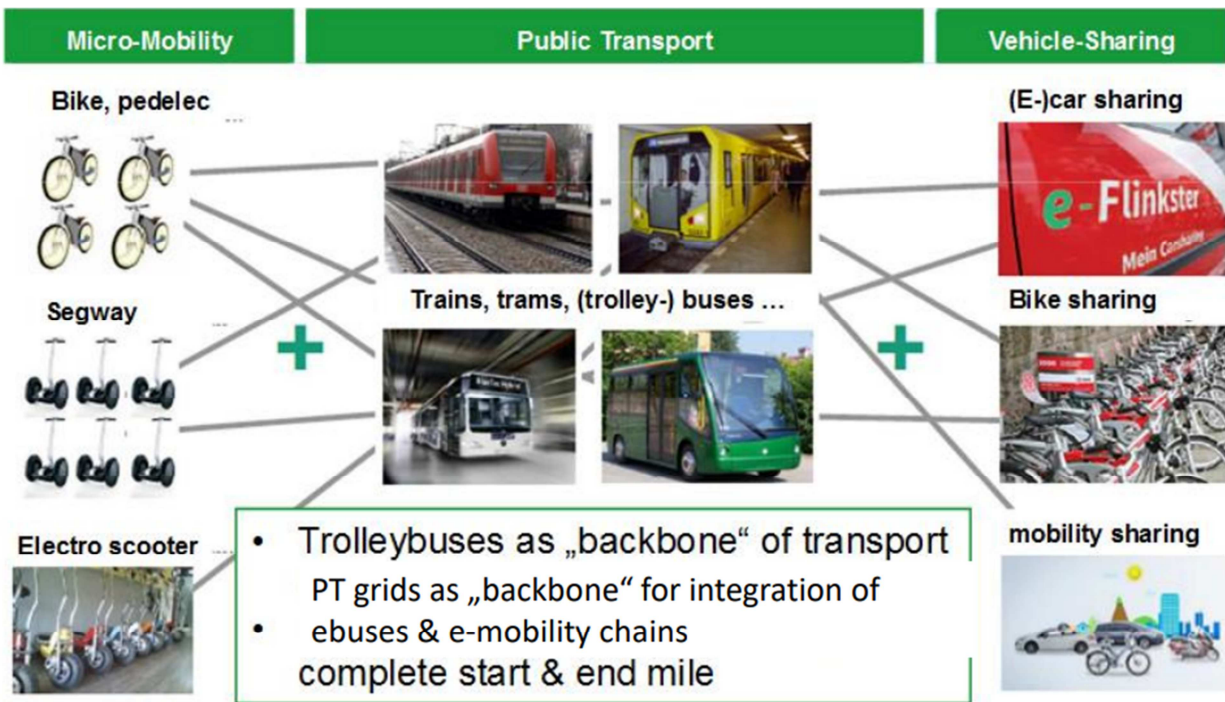 Micro-Mobility
Public Transport
Vehicle-Sharing
Bike, pedelec ...
(E-)car sharing
e-Flinkster
Mein Carsharing
Trains, trams, (trolley-) buses ...
Segway ...
Bike sharing
Electro scooter ...
mobility sharing
• Trolleybuses as „backbone“ of transport
PT grids as „backbone“ for integration of
• ebuses & e-mobility chains
complete start & end mile